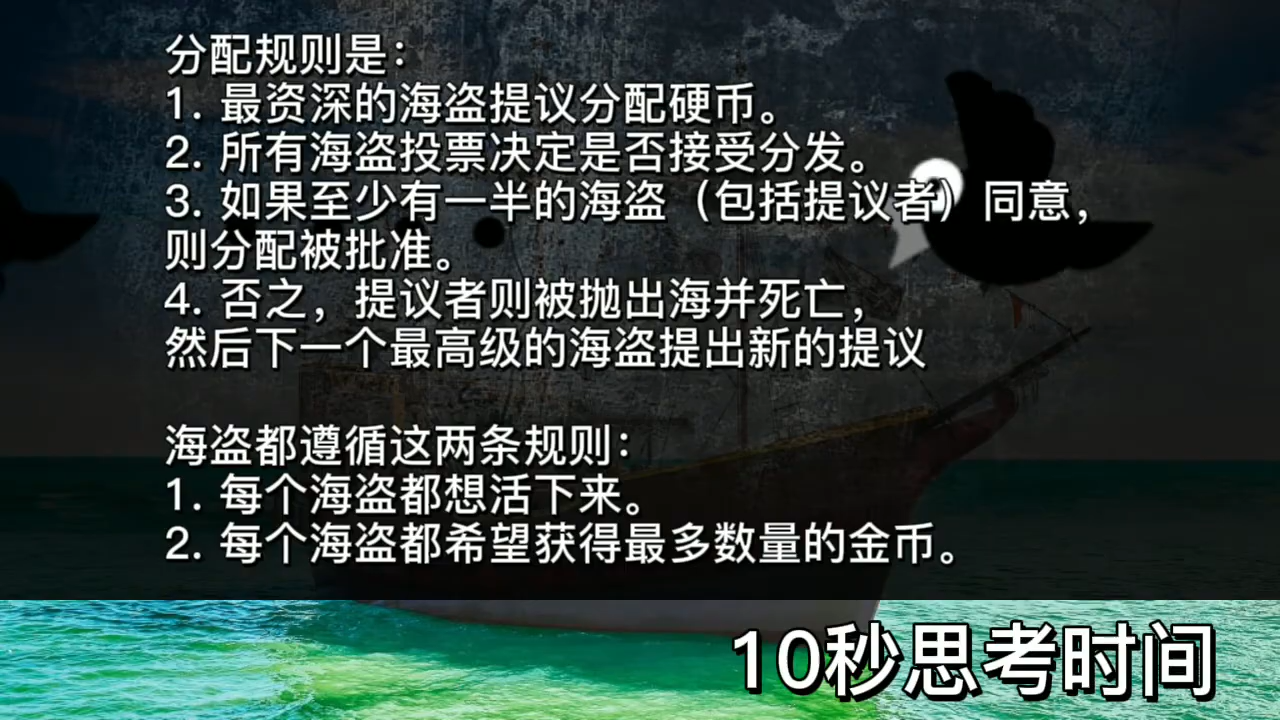 分配规则是：
1. 最资深的海盗提议分配硬币。
2. 所有海盗投票决定是否接受分发。
3. 如果至少有一半的海盗（包括提议者）同意，
则分配被批准。
4. 否之，提议者则被抛出海并死亡，
然后下一个最高级的海盗提出新的提议
海盗都遵循这两条规则：
1. 每个海盗都想活下来。
2. 每个海盗都希望获得最多数量的金币。
10秒思考时间